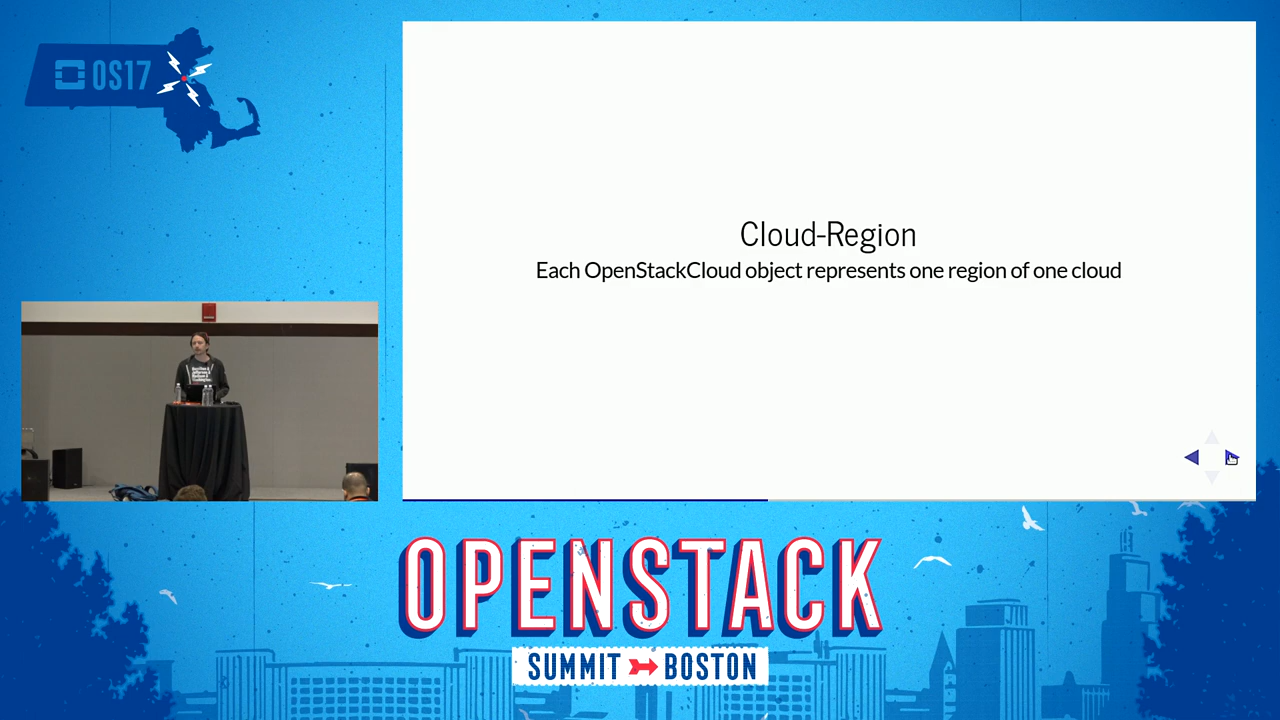 OS17
Cloud-Region
Each OpenStackCloud object represents one region of one cloud
OPENSTACK
SUMMIT BOSTON